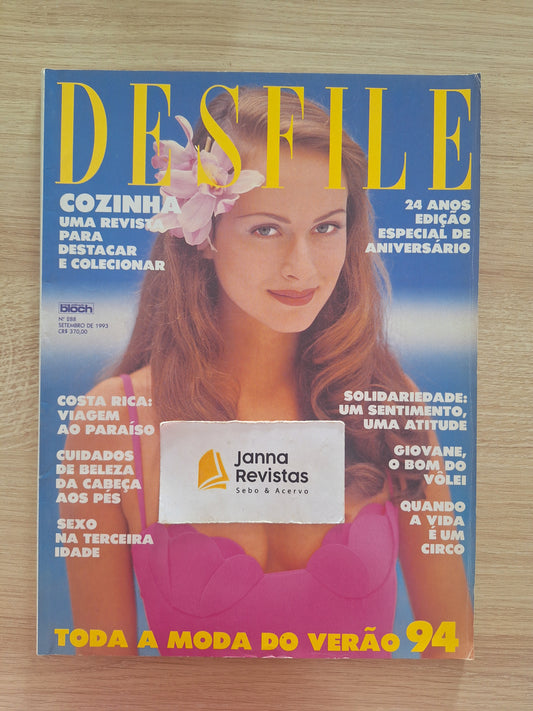 DESFILE
COZINHA
UMA REVISTA
PARA
DESTACAR
E COLECIONAR
24 ANOS
EDIÇÃO
ESPECIAL DE
ANIVERSÁRIO
bloch
Nº 288
SETEMBRO DE 1993
CR$ 370,00
COSTA RICA:
VIAGEM
AO PARAÍSO
CUIDADOS
DE BELEZA
DA CABEÇA
AOS PÉS
SEXO
NA TERCEIRA
IDADE
SOLIDARIEDADE:
UM SENTIMENTO,
UMA ATITUDE
GIOVANE,
O BOM DO
VÔLEI
QUANDO
A VIDA
É UM
CIRCO
Janna
Revistas
Sebo & Acervo
TODA A MODA DO VERÃO 94